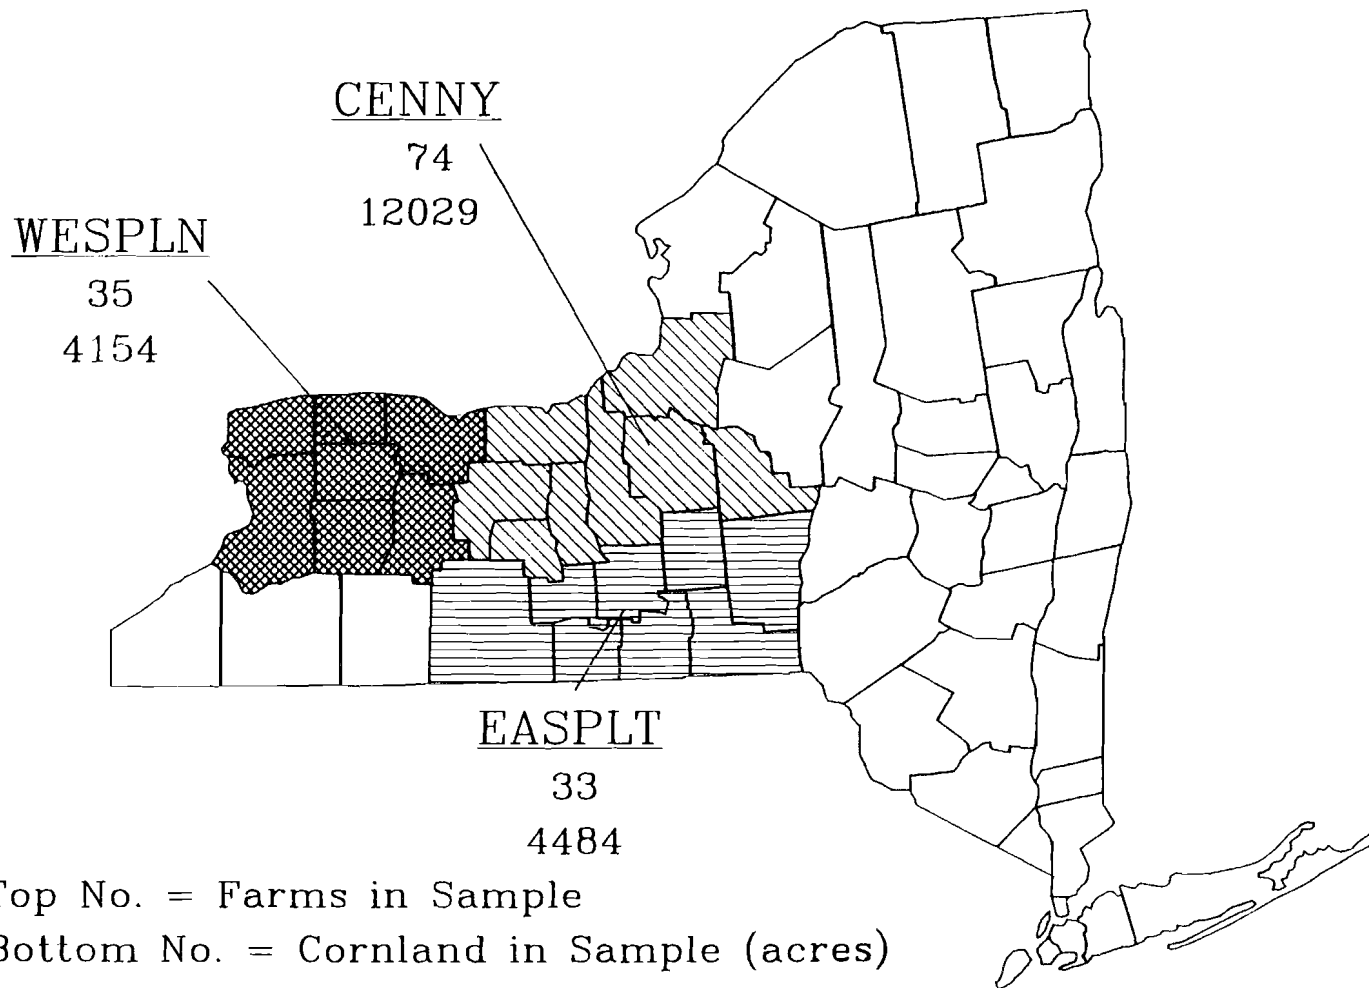 CENNY
74
12029
WESPLN
35
4154
EASPLT
33
4484
Top No. = Farms in Sample
Bottom No. = Cornland in Sample (acres)